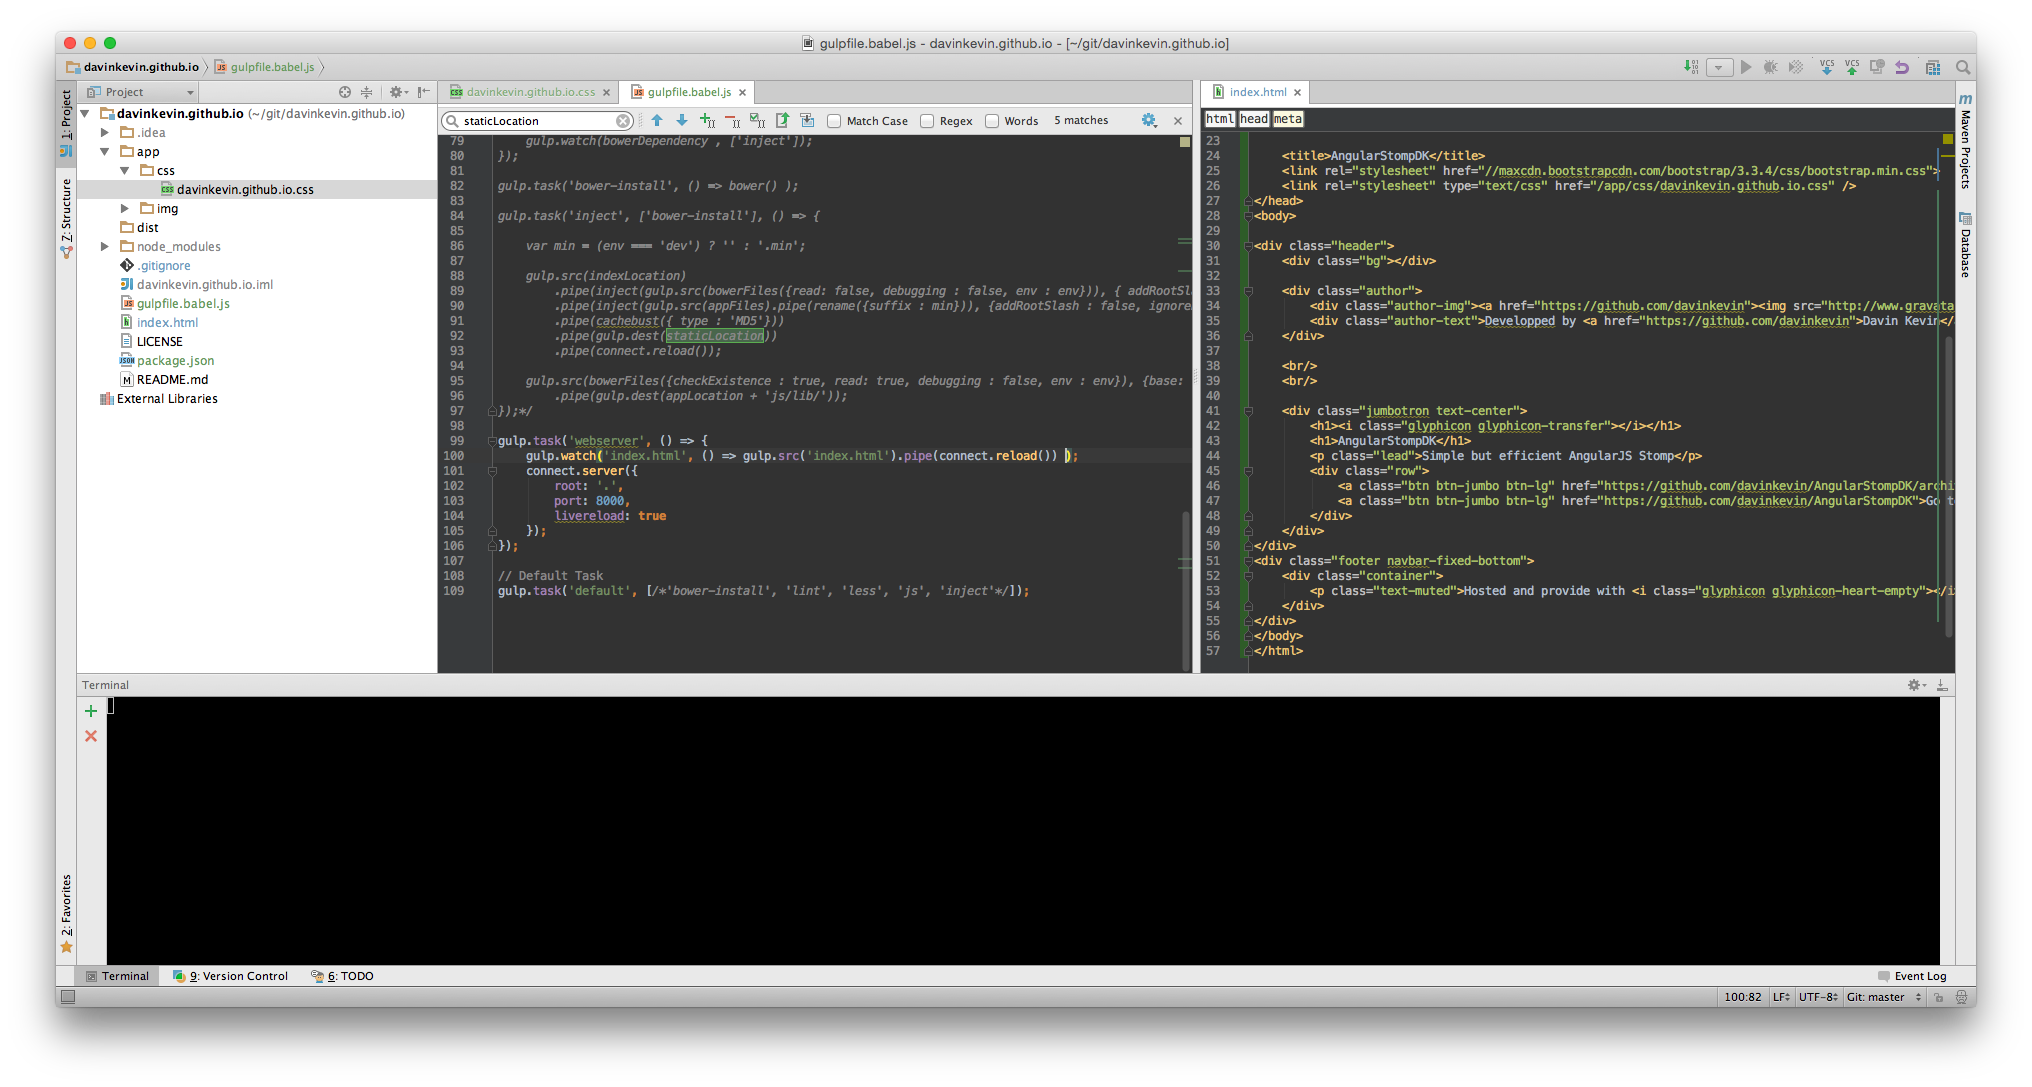 gulpfile.babel.js - davinkevin.github.io - [~/git/davinkevin.github.io]
davinkevin.github.io
gulpfile.babel.js
VCS VCS
1: Project
Z: Structure
2: Favorites
Project
davinkevin.github.io (~/git/davinkevin.github.io)
.idea
app
css
davinkevin.github.io.css
img
dist
node_modules
.gitignore
davinkevin.github.io.iml
gulpfile.babel.js
index.html
LICENSE
package.json
README.md
External Libraries
davinkevin.github.io.css
gulpfile.babel.js
staticLocation
Match Case
Regex
Words
5 matches
79 gulp.watch(bowerDependency , ['inject']);
80 });
81
82 gulp.task('bower-install', () => bower() );
83
84 gulp.task('inject', ['bower-install'], () => {
85
86 var min = (env === 'dev') ? '' : '.min';
87
88 gulp.src(indexLocation)
89 .pipe(inject(gulp.src(bowerFiles({read: false, debugging : false, env : env})), { addRootSla
90 .pipe(inject(gulp.src(appFiles).pipe(rename({suffix : min})), {addRootSlash : false, ignore
91 .pipe(cachebust({ type : 'MD5'}))
92 .pipe(gulp.dest(staticLocation))
93 .pipe(connect.reload());
94
95 gulp.src(bowerFiles({checkExistence : true, read: true, debugging : false, env : env}), {base:
96 .pipe(gulp.dest(appLocation + 'js/lib/'));
97 });*/
98
99 gulp.task('webserver', () => {
100 gulp.watch('index.html', () => gulp.src('index.html').pipe(connect.reload()) );
101 connect.server({
102 root: '.',
103 port: 8000,
104 livereload: true
105 });
106 });
107
108 // Default Task
109 gulp.task('default', [/*'bower-install', 'lint', 'less', 'js', 'inject'*/]);
index.html
html head meta
23
24 <title>AngularStompDK</title>
25 <link rel="stylesheet" href="//maxcdn.bootstrapcdn.com/bootstrap/3.3.4/css/bootstrap.min.css">
26 <link rel="stylesheet" type="text/css" href="/app/css/davinkevin.github.io.css" />
27 </head>
28 <body>
29
30 <div class="header">
31 <div class="bg"></div>
32
33 <div class="author">
34 <div class="author-img"><a href="https://github.com/davinkevin"><img src="http://www.gravata
35 <div class="author-text">Developped by <a href="https://github.com/davinkevin">Davin Kevin</
36 </div>
37
38 <br/>
39 <br/>
40
41 <div class="jumbotron text-center">
42 <h1><i class="glyphicon glyphicon-transfer"></i></h1>
43 <h1>AngularStompDK</h1>
44 <p class="lead">Simple but efficient AngularJS Stomp</p>
45 <div class="row">
46 <a class="btn btn-jumbo btn-lg" href="https://github.com/davinkevin/AngularStompDK/archi
47 <a class="btn btn-jumbo btn-lg" href="https://github.com/davinkevin/AngularStompDK">Go t
48 </div>
49 </div>
50 </div>
51 <div class="footer navbar-fixed-bottom">
52 <div class="container">
53 <p class="text-muted">Hosted and provide with <i class="glyphicon glyphicon-heart-empty"></i
54 </div>
55 </div>
56 </body>
57 </html>
Maven Projects
Database
Terminal
Terminal
9: Version Control
6: TODO
Event Log
100:82
LF
UTF-8
Git: master